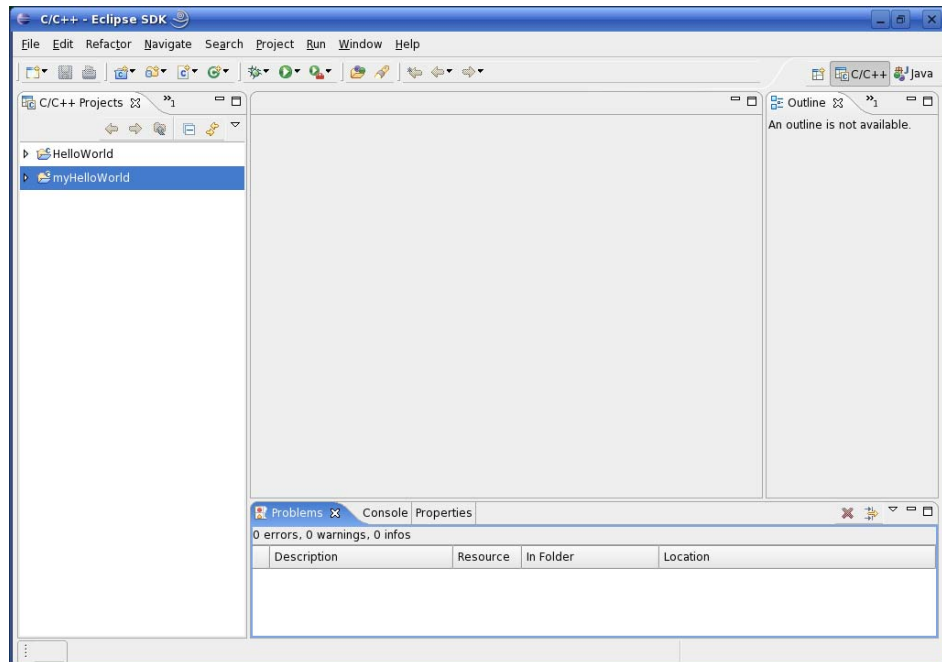 C/C++ - Eclipse SDK
File Edit Refactor Navigate Search Project Run Window Help
C/C++ Java
C/C++ Projects »1
Outline »1
An outline is not available.
HelloWorld
myHelloWorld
Problems Console Properties
0 errors, 0 warnings, 0 infos
Description Resource In Folder Location